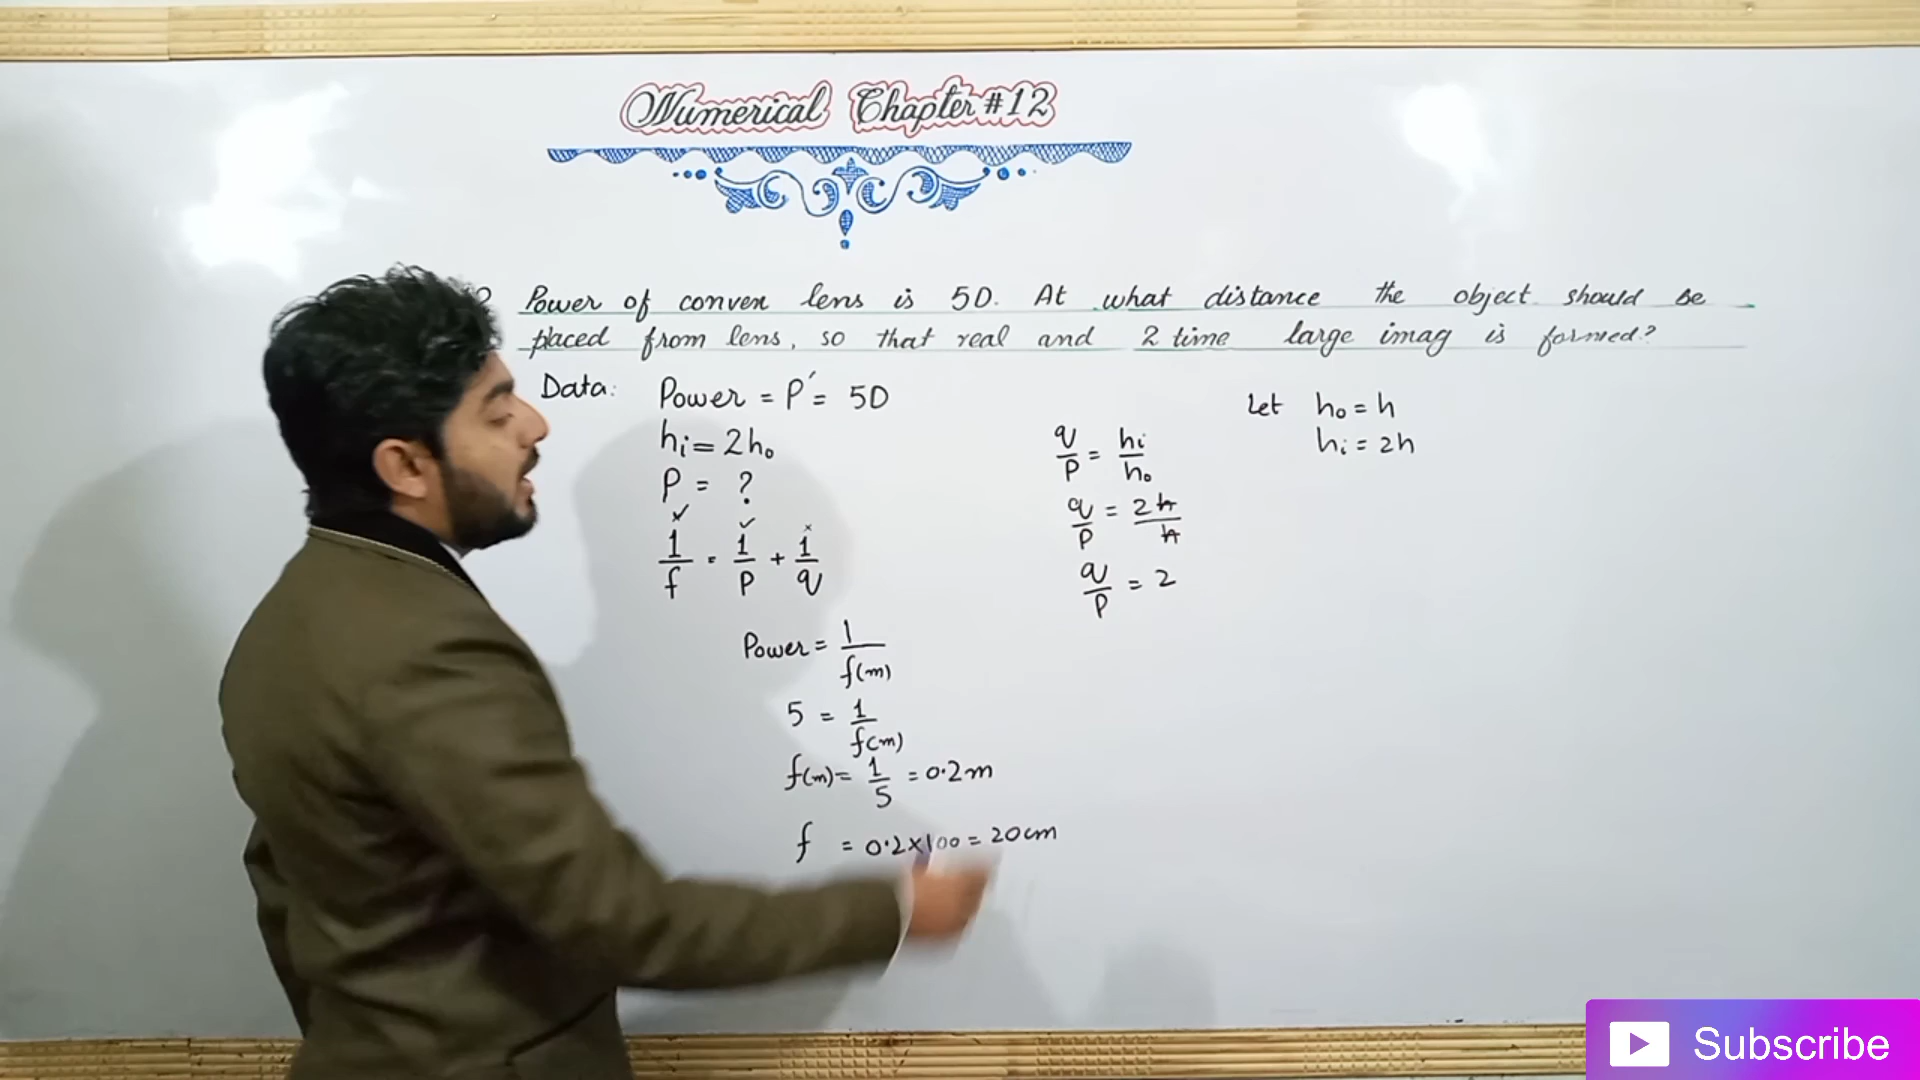 Numerical Chapter #12
Power of convex lens is 5D. At what distance the object should be
placed from lens, so that real and 2 time large imag is formed?
Data: Power = P′ = 5D
hi = 2ho
P = ?
1/f = 1/p + 1/q
Power = 1/f(m)
5 = 1/f(m)
f(m) = 1/5 = 0.2m
f = 0.2×100 = 20cm
q/p = hi/ho
q/p = 2h/h
q/p = 2
Let ho = h
hi = 2h
Subscribe